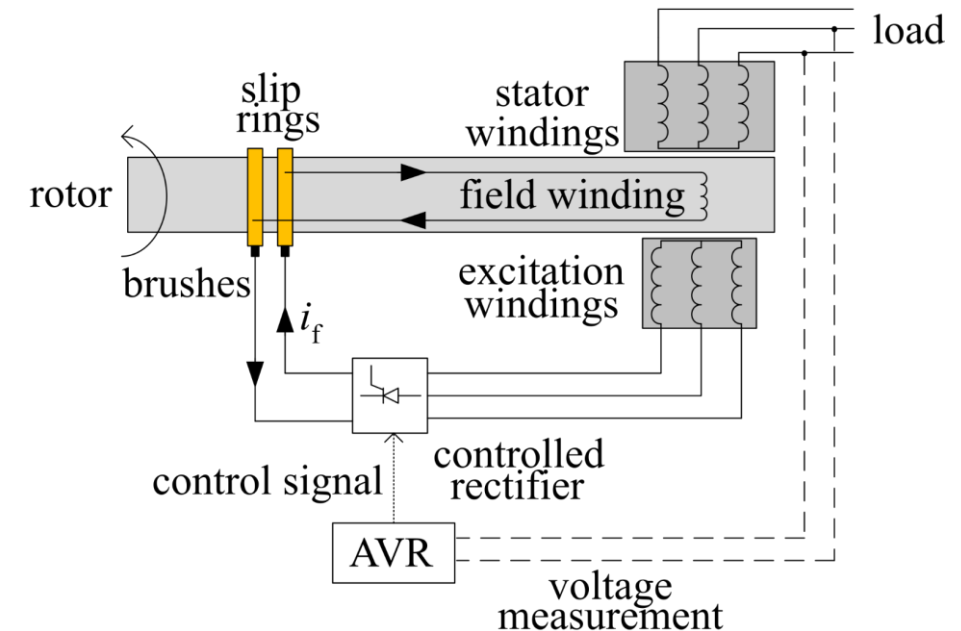 load
slip
rings
stator
windings
rotor
field winding
brushes
excitation
windings
i_f
controlled
rectifier
control signal
AVR
voltage
measurement